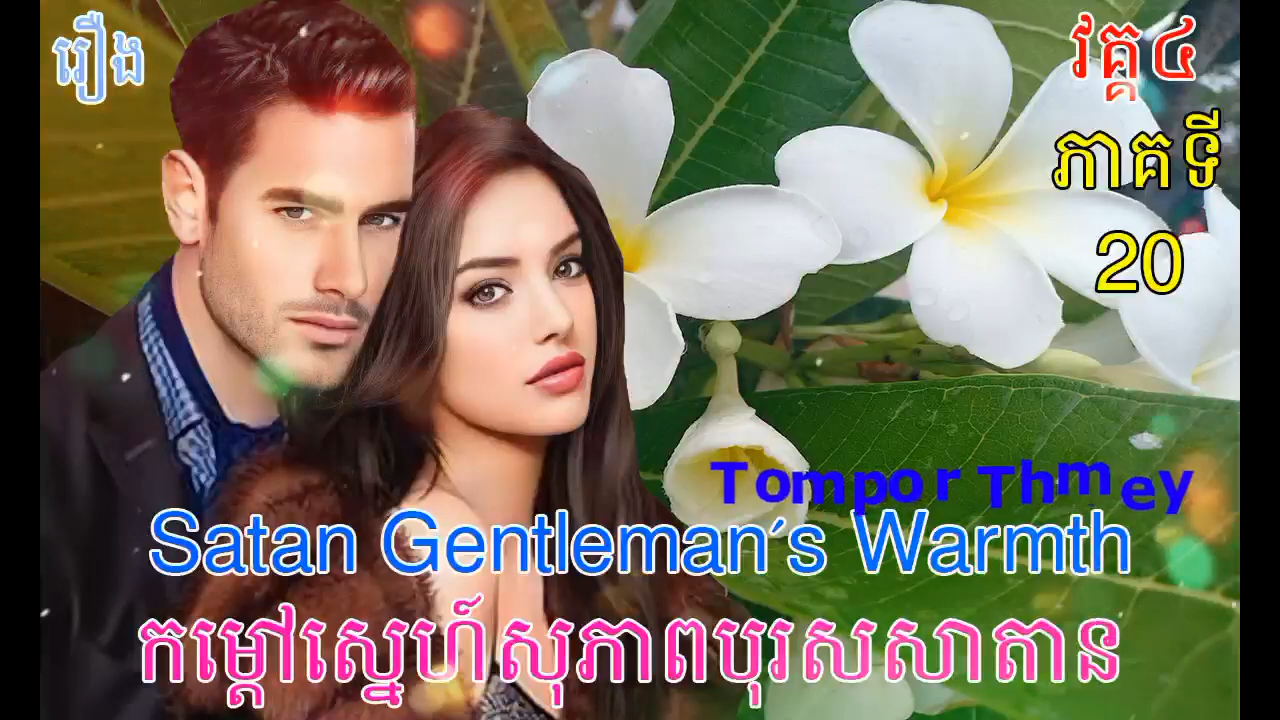 រឿង
វគ្គ៤
ភាគទី
20
Tompor Thmey
Satan Gentleman´s Warmth
កម្ដៅស្នេហ៍សុភាពបុរសសាតាន